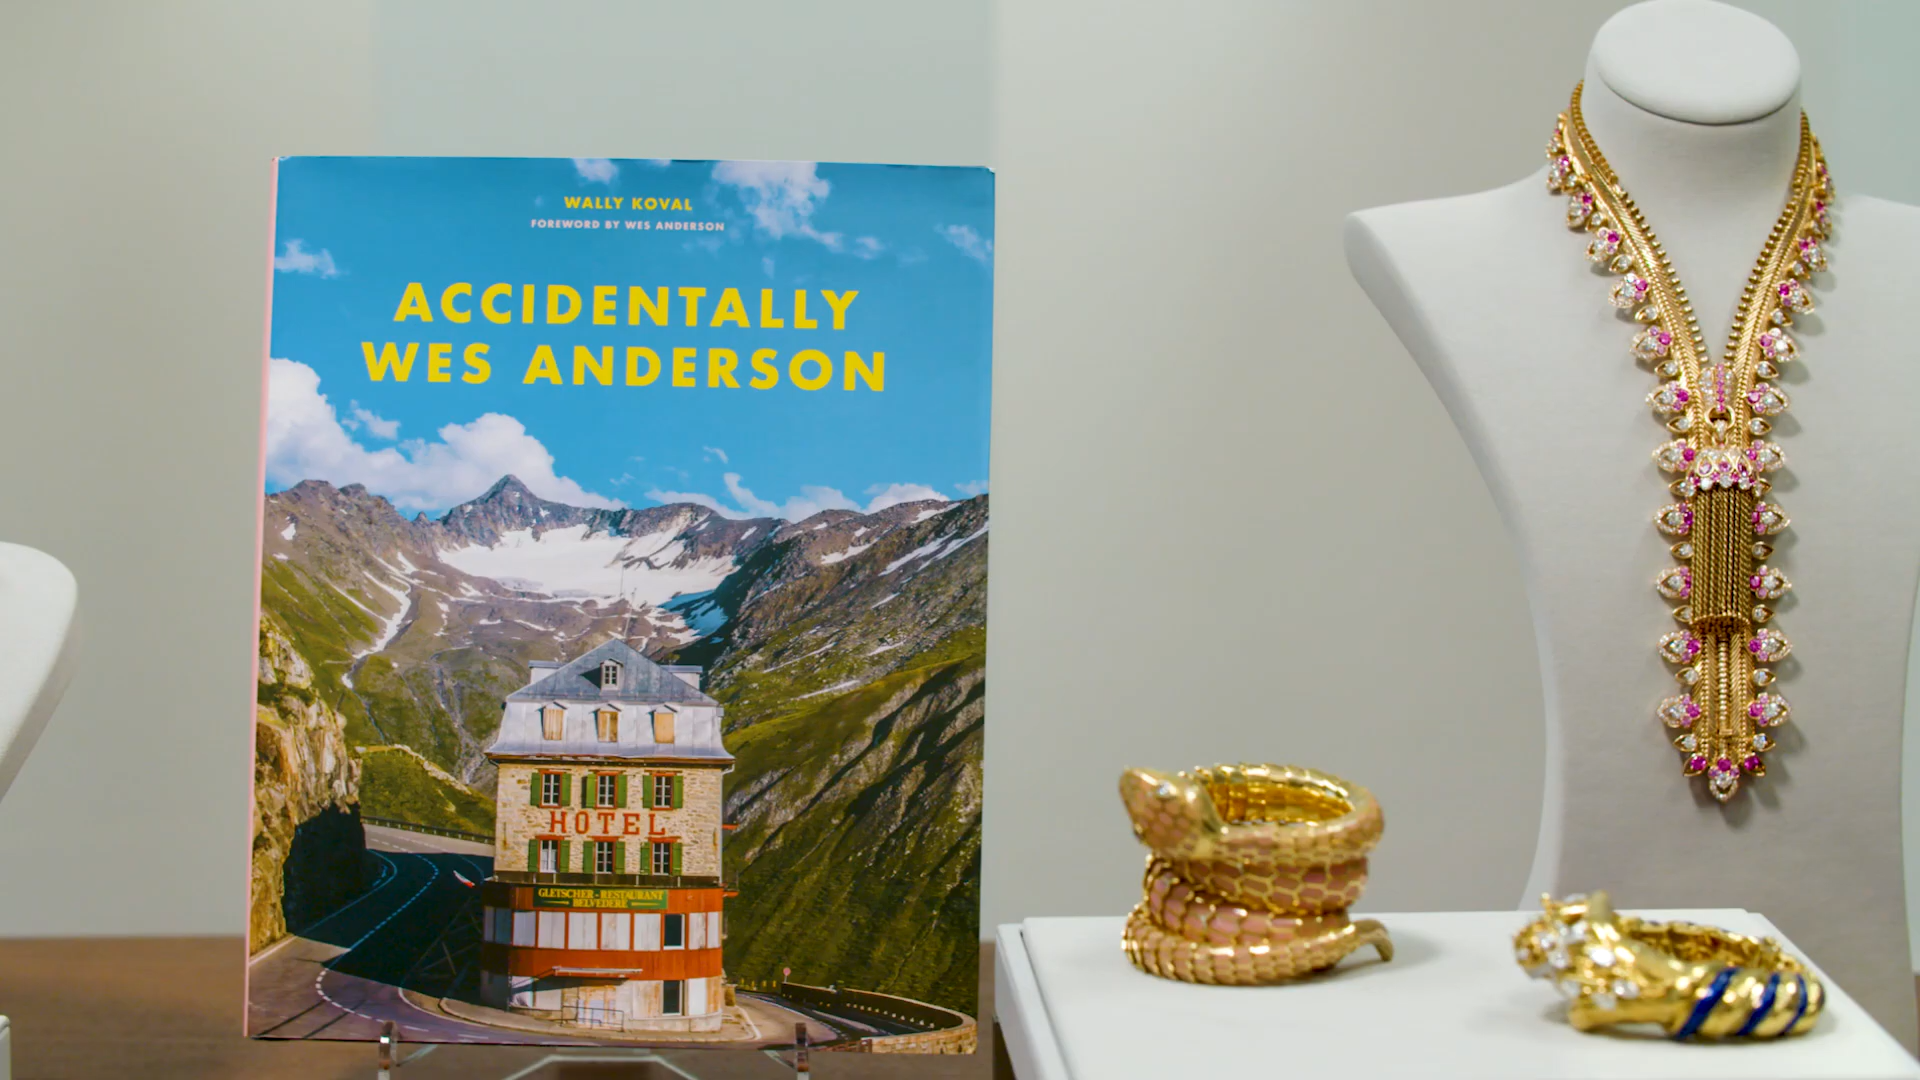 WALLY KOVAL
FOREWORD BY WES ANDERSON
ACCIDENTALLY
WES ANDERSON
HOTEL
GLETSCHER-RESTAURANT
BELVEDERE